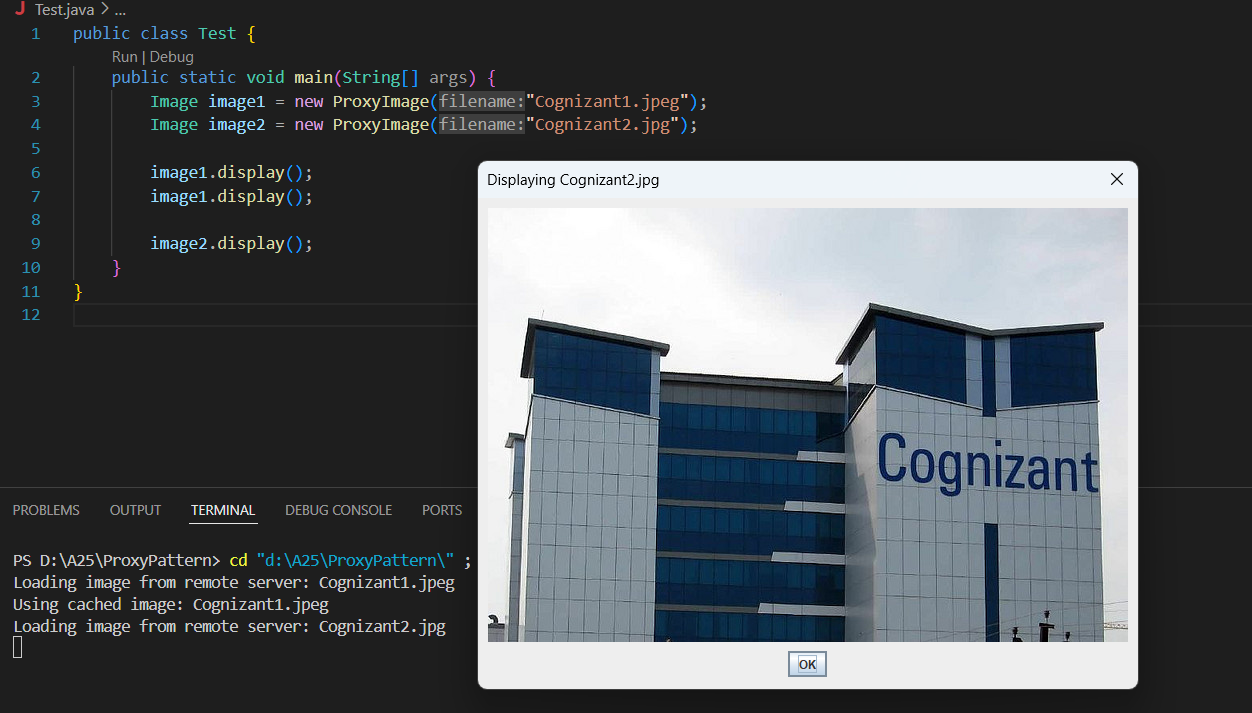 Test.java > ...
1 public class Test {
Run | Debug
2 public static void main(String[] args) {
3 Image image1 = new ProxyImage(filename:"Cognizant1.jpeg");
4 Image image2 = new ProxyImage(filename:"Cognizant2.jpg");
5
6 image1.display();
7 image1.display();
8
9 image2.display();
10 }
11 }
12
Displaying Cognizant2.jpg
Cognizant
OK
PROBLEMS OUTPUT TERMINAL DEBUG CONSOLE PORTS
PS D:\A25\ProxyPattern> cd "d:\A25\ProxyPattern\" ;
Loading image from remote server: Cognizant1.jpeg
Using cached image: Cognizant1.jpeg
Loading image from remote server: Cognizant2.jpg